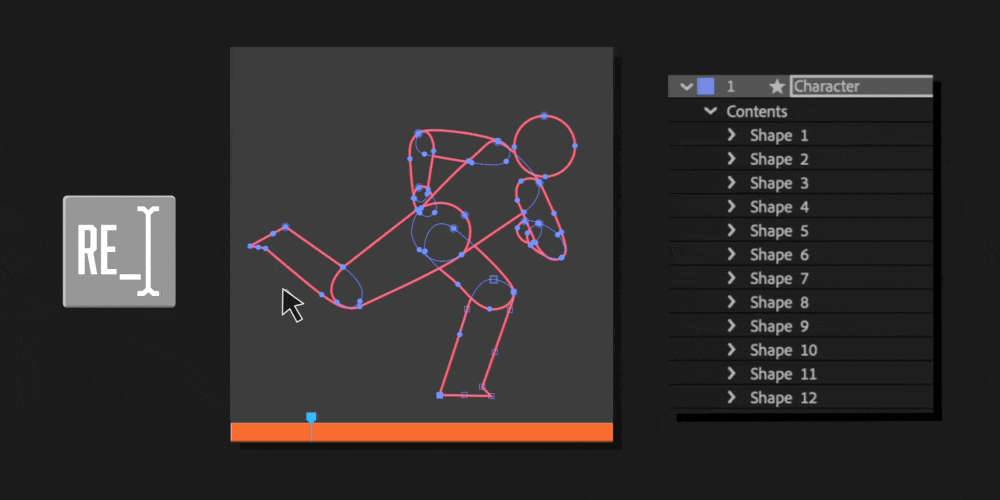 RE_
1 Character
Contents
Shape 1
Shape 2
Shape 3
Shape 4
Shape 5
Shape 6
Shape 7
Shape 8
Shape 9
Shape 10
Shape 11
Shape 12